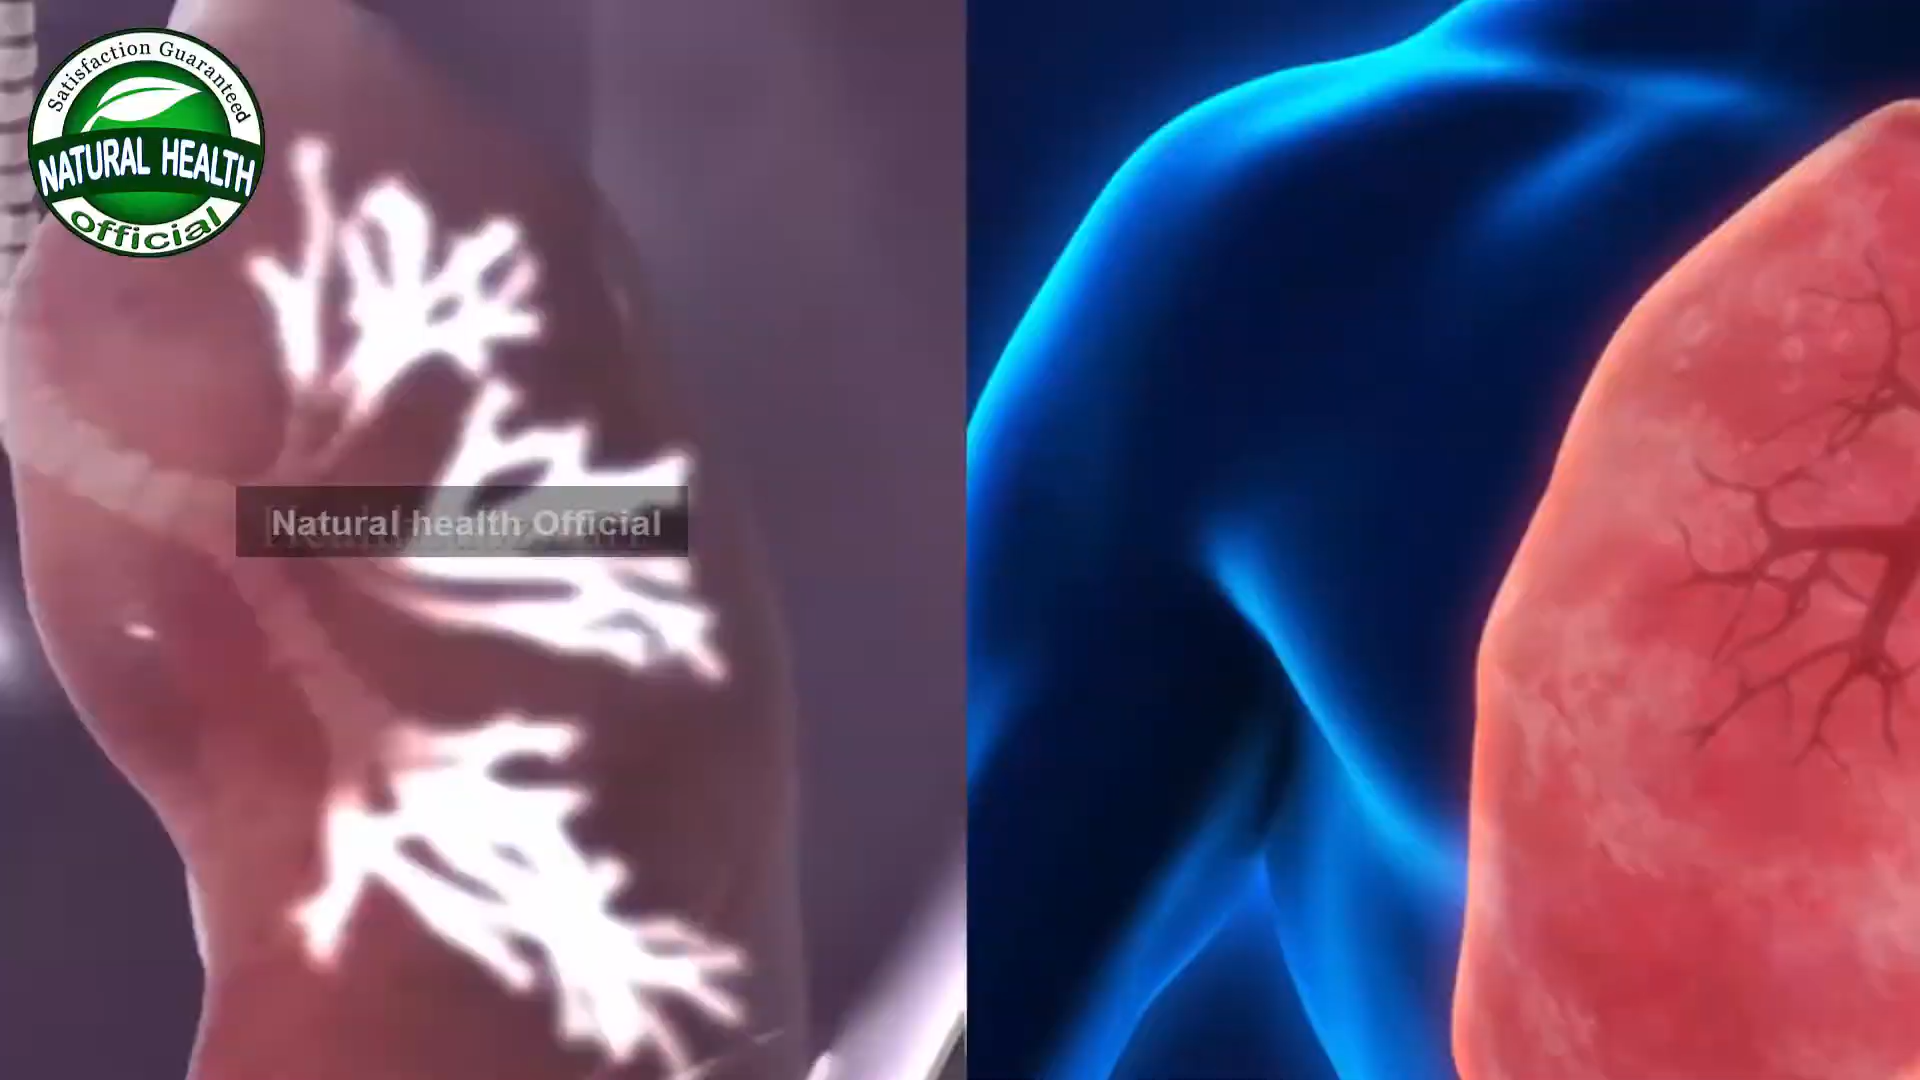 Satisfaction Guaranteed
NATURAL HEALTH
official
Natural health Official